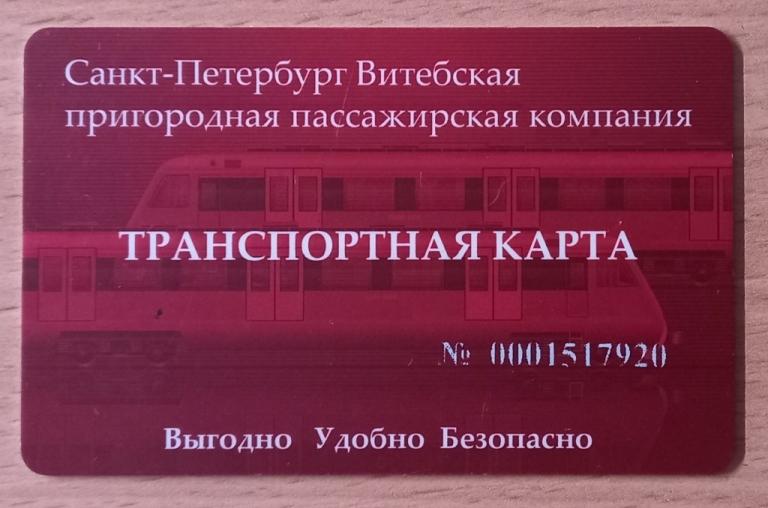 Санкт-Петербург Витебская
пригородная пассажирская компания
ТРАНСПОРТНАЯ КАРТА
№ 0001517920
Выгодно Удобно Безопасно